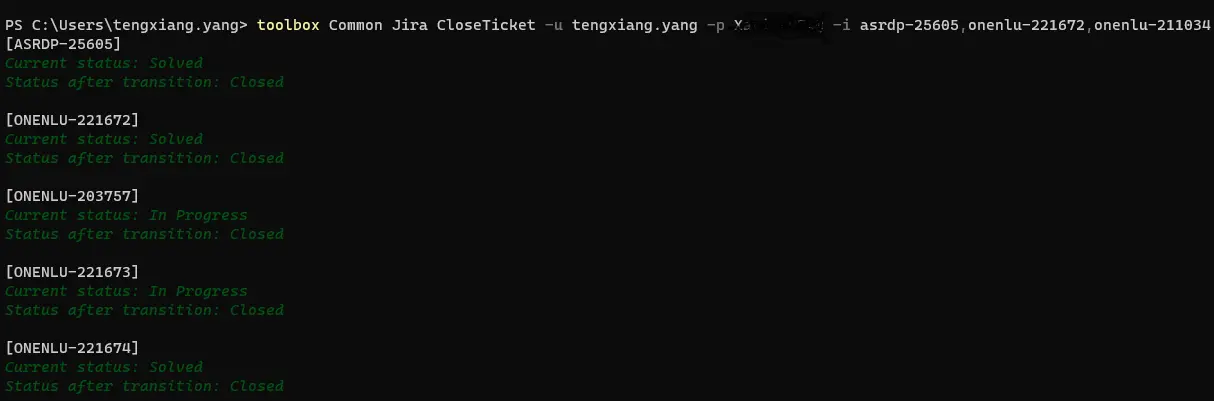 PS C:\Users\tengxiang.yang> toolbox Common Jira CloseTicket -u tengxiang.yang -p -i asrdp-25605,onenlu-221672,onenlu-211034
[ASRDP-25605]
Current status: Solved
Status after transition: Closed
[ONENLU-221672]
Current status: Solved
Status after transition: Closed
[ONENLU-203757]
Current status: In Progress
Status after transition: Closed
[ONENLU-221673]
Current status: In Progress
Status after transition: Closed
[ONENLU-221674]
Current status: Solved
Status after transition: Closed